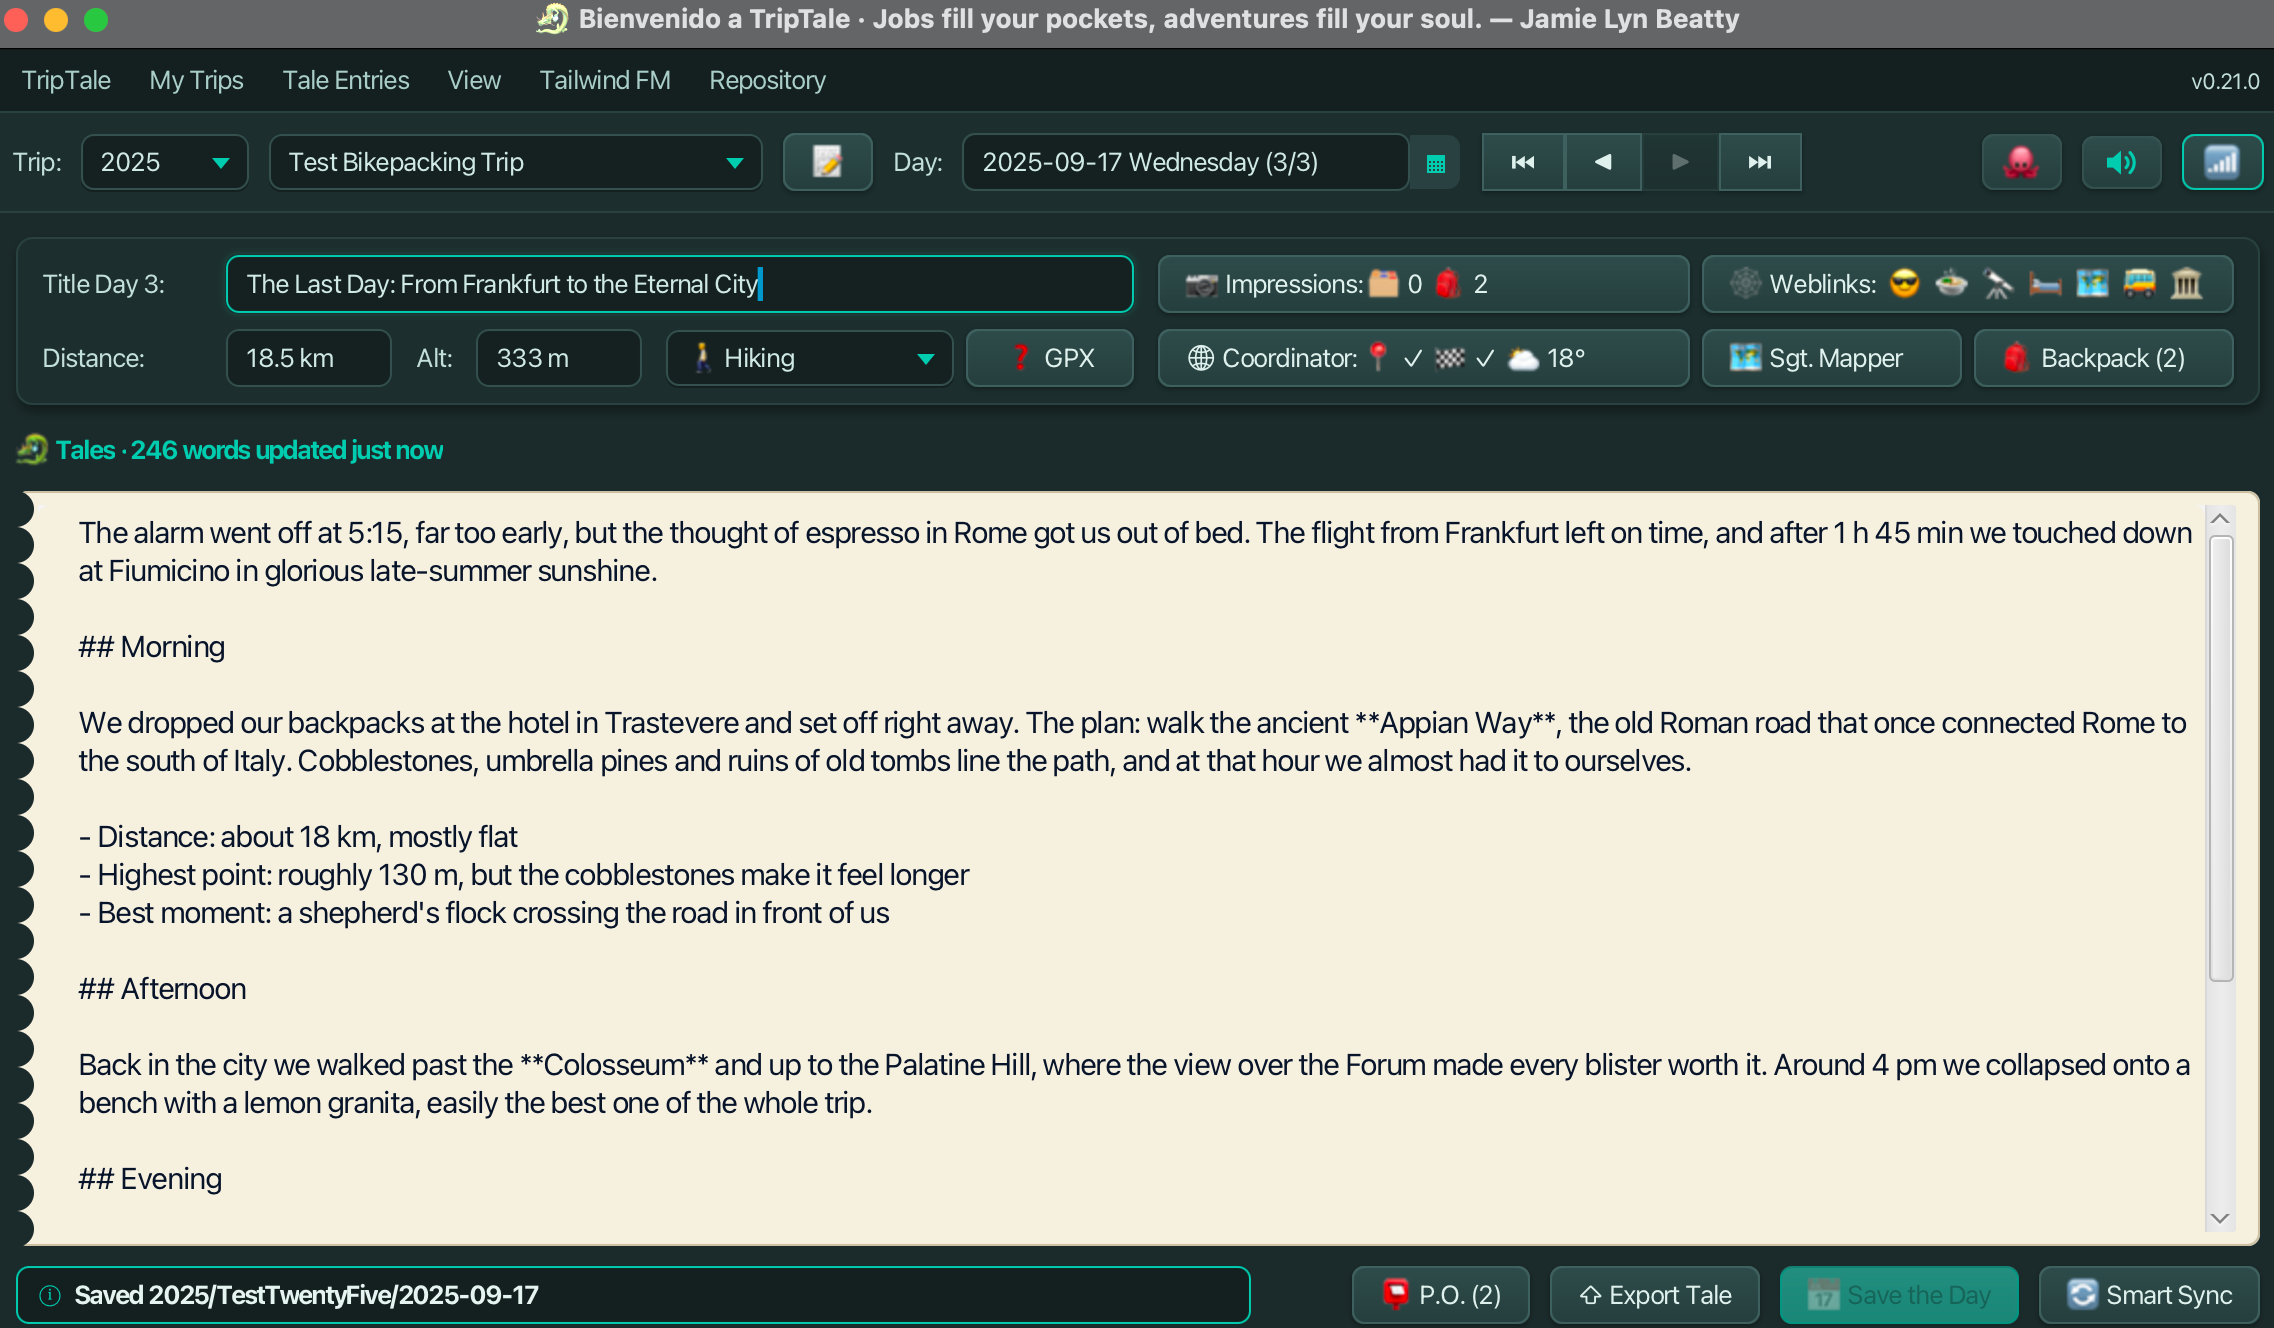 Bienvenido a TripTale · Jobs fill your pockets, adventures fill your soul. — Jamie Lyn Beatty
TripTale My Trips Tale Entries View Tailwind FM Repository v0.21.0
Trip: 2025 Test Bikepacking Trip Day: 2025-09-17 Wednesday (3/3)
Title Day 3: The Last Day: From Frankfurt to the Eternal City Impressions: 0 2 Weblinks:
Distance: 18.5 km Alt: 333 m Hiking GPX Coordinator: ✓ ✓ 18° Sgt. Mapper Backpack (2)
Tales · 246 words updated just now
The alarm went off at 5:15, far too early, but the thought of espresso in Rome got us out of bed. The flight from Frankfurt left on time, and after 1 h 45 min we touched down
at Fiumicino in glorious late-summer sunshine.
## Morning
We dropped our backpacks at the hotel in Trastevere and set off right away. The plan: walk the ancient **Appian Way**, the old Roman road that once connected Rome to
the south of Italy. Cobblestones, umbrella pines and ruins of old tombs line the path, and at that hour we almost had it to ourselves.
- Distance: about 18 km, mostly flat
- Highest point: roughly 130 m, but the cobblestones make it feel longer
- Best moment: a shepherd's flock crossing the road in front of us
## Afternoon
Back in the city we walked past the **Colosseum** and up to the Palatine Hill, where the view over the Forum made every blister worth it. Around 4 pm we collapsed onto a
bench with a lemon granita, easily the best one of the whole trip.
## Evening
Saved 2025/TestTwentyFive/2025-09-17 P.O. (2) Export Tale 17 Save the Day Smart Sync